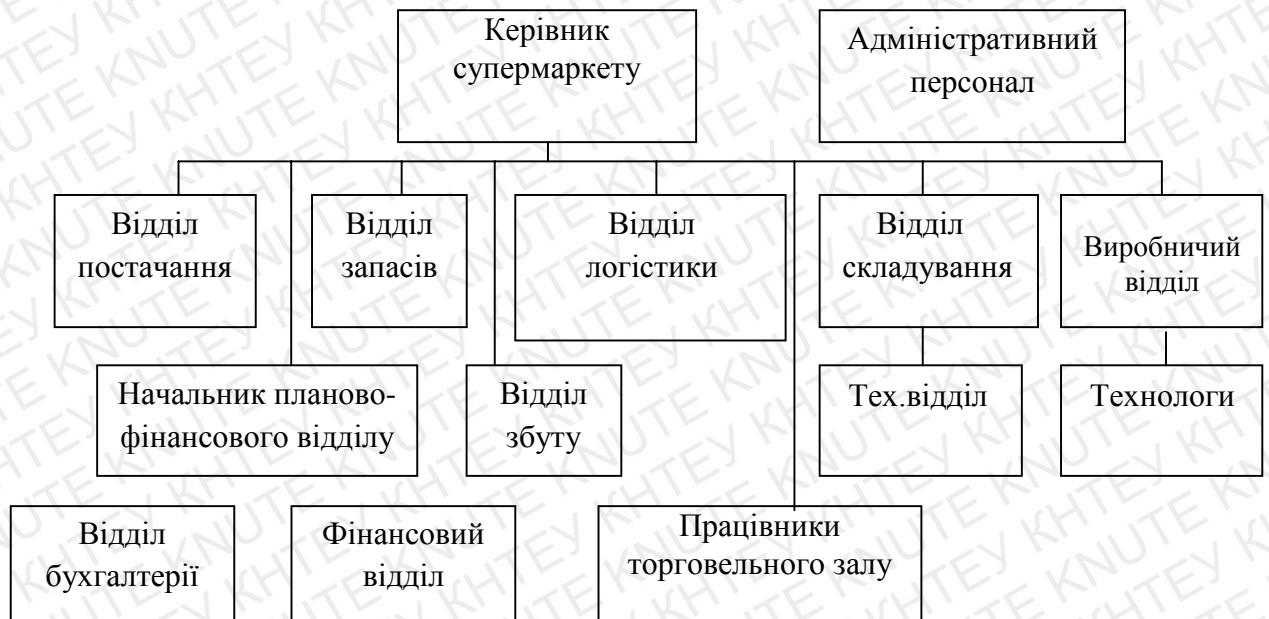 Керівник
супермаркету
Адміністративний
персонал
Відділ
постачання
Відділ
запасів
Відділ
логістики
Відділ
складування
Виробничий
відділ
Начальник планово-
фінансового відділу
Відділ
збуту
Тех.відділ
Технологи
Відділ
бухгалтерії
Фінансовий
відділ
Працівники
торговельного залу